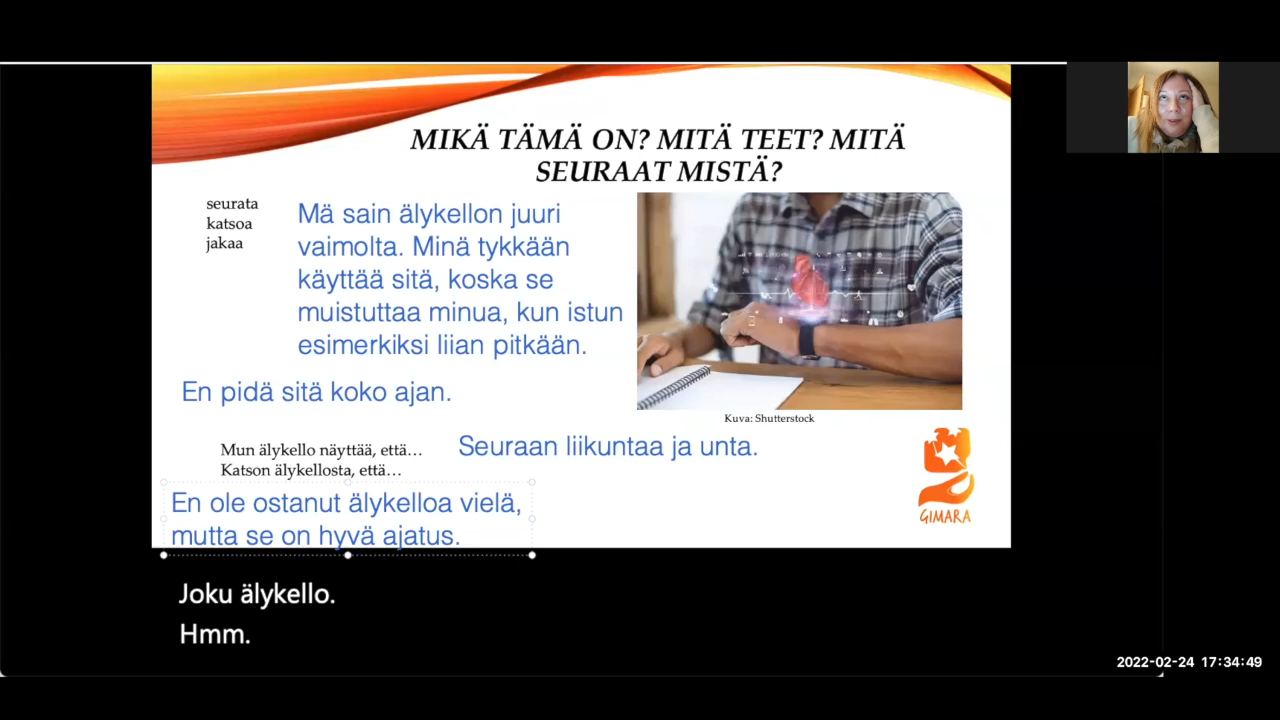 MIKÄ TÄMÄ ON? MITÄ TEET? MITÄ
SEURAAT MISTÄ?
seurata
katsoa
jakaa
Mä sain älykellon juuri
vaimolta. Minä tykkään
käyttää sitä, koska se
muistuttaa minua, kun istun
esimerkiksi liian pitkään.
En pidä sitä koko ajan.
Kuva: Shutterstock
Mun älykello näyttää, että…
Katson älykellosta, että…
Seuraan liikuntaa ja unta.
En ole ostanut älykelloa vielä,
mutta se on hyvä ajatus.
GIMARA
Joku älykello.
Hmm.
2022-02-24 17:34:49